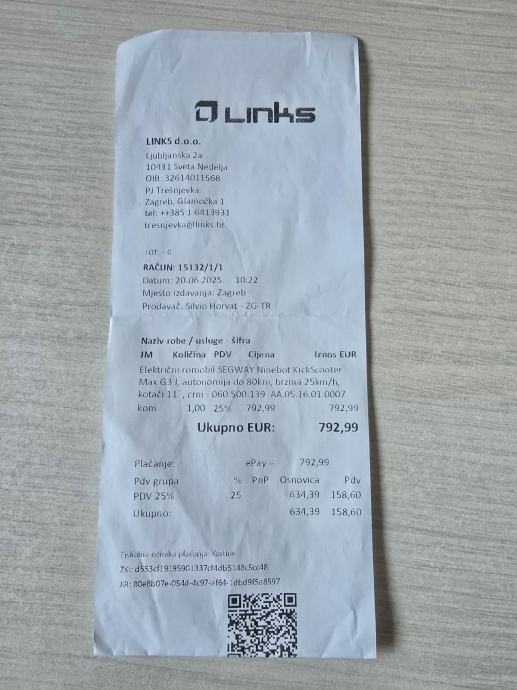 Links
LINKS d.o.o.
Ljubljanska 2a
10431 Sveta Nedelja
OIB: 32614011568
PJ Trešnjevka
Zagreb, Glamočka 1
tel: ++385 1 6413931
tresnjevka@links.hr
RAČUN: 15132/1/1
Datum: 20.06.2025 10:22
Mjesto izdavanja: Zagreb
Prodavač: Silvio Horvat - ZG-TR
Naziv robe / usluge - šifra
JM Količina PDV Cijena Iznos EUR
Električni romobil SEGWAY Ninebot KickScooter
Max G3 I, autonomija do 80km, brzina 25km/h,
kotači 11", crni - 060.500.139 AA.05.16.01.0007
kom 1,00 25% 792,99 792,99
Ukupno EUR: 792,99
Plaćanje: ePay – 792,99
Pdv grupa % PnP Osnovica Pdv
PDV 25% 25 634,39 158,60
Ukupno: 634,39 158,60
Fiskalna oznaka plaćanja: Kartice
ZKI: d553cf19195901337cf4db5148c5cc48
JIR: 80e8b07e-054d-4c97-af64-1dbd9f5a8597